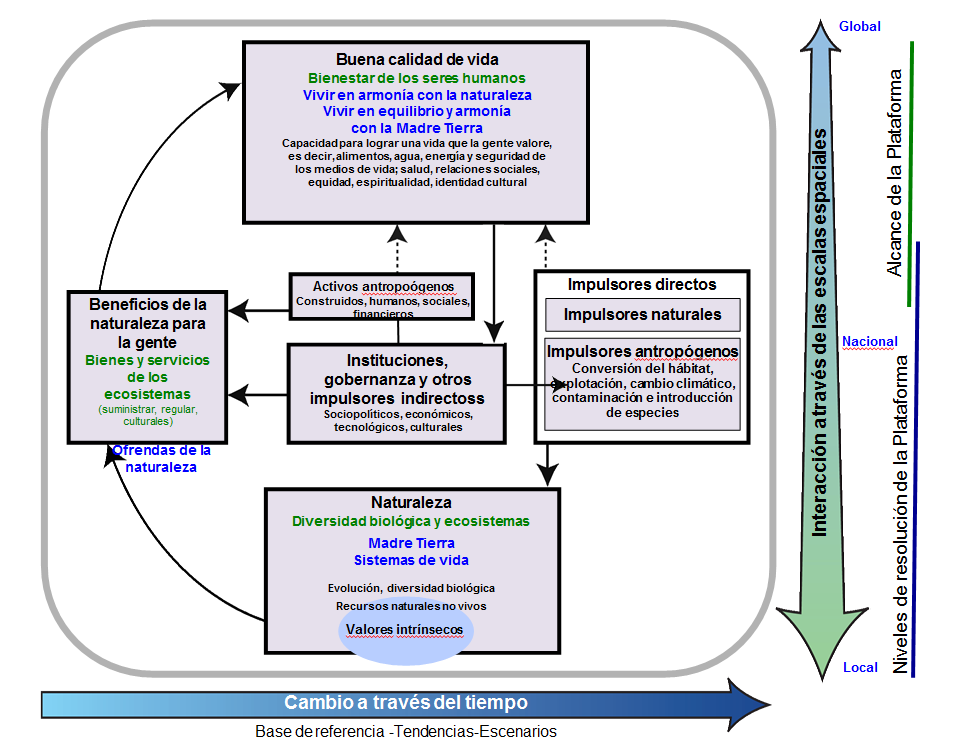 Global
Buena calidad de vida
Bienestar de los seres humanos
Vivir en armonía con la naturaleza
Vivir en equilibrio y armonía
con la Madre Tierra
Capacidad para lograr una vida que la gente valore,
es decir, alimentos, agua, energía y seguridad de
los medios de vida; salud, relaciones sociales,
equidad, espiritualidad, identidad cultural
Activos antropoógenos
Construidos, humanos, sociales,
financieros
Beneficios de la
naturaleza para
la gente
Bienes y servicios
de los
ecosistemas
(suministrar, regular,
culturales)
Ofrendas de la
naturaleza
Instituciones,
gobernanza y otros
impulsores indirectoss
Sociopolíticos, económicos,
tecnológicos, culturales
Impulsores directos
Impulsores naturales
Impulsores antropógenos
Conversión del hábitat,
explotación, cambio climático,
contaminación e introducción
de especies
Naturaleza
Diversidad biológica y ecosistemas
Madre Tierra
Sistemas de vida
Evolución, diversidad biológica
Recursos naturales no vivos
Valores intrínsecos
Interacción a través de las escalas espaciales
Nacional
Local
Alcance de la Plataforma
Niveles de resolución de la Plataforma
Cambio a través del tiempo
Base de referencia -Tendencias-Escenarios